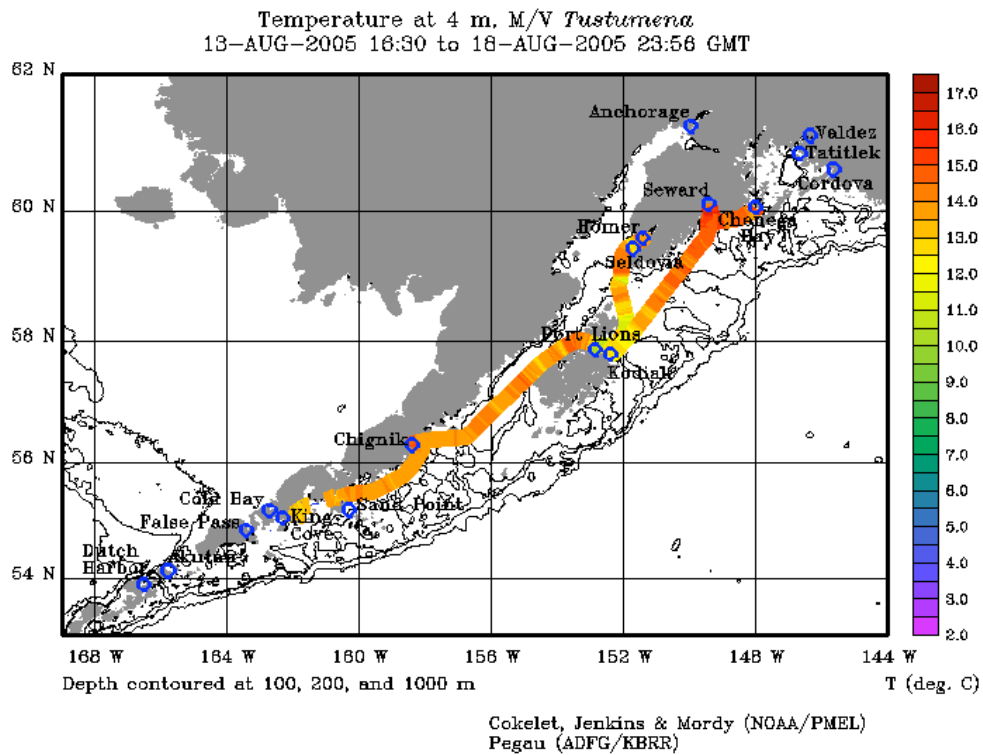 Temperature at 4 m, M/V Tustumena
13-AUG-2005 16:30 to 18-AUG-2005 23:56 GMT
62 N
60 N
58 N
56 N
54 N
Anchorage
Valdez
Tatitlek
Cordova
Seward
Chenega
Bay
Homer
Seldovia
Port Lions
Kodiak
Chignik
Cold Bay
Sand Point
King
Cove
False Pass
Dutch
Harbor
Akutan
168 W
164 W
160 W
156 W
152 W
148 W
144 W
17.0
16.0
15.0
14.0
13.0
12.0
11.0
10.0
9.0
8.0
7.0
6.0
5.0
4.0
3.0
2.0
Depth contoured at 100, 200, and 1000 m
T (deg. C)
Cokelet, Jenkins & Mordy (NOAA/PMEL)
Pegau (ADFG/KBRR)